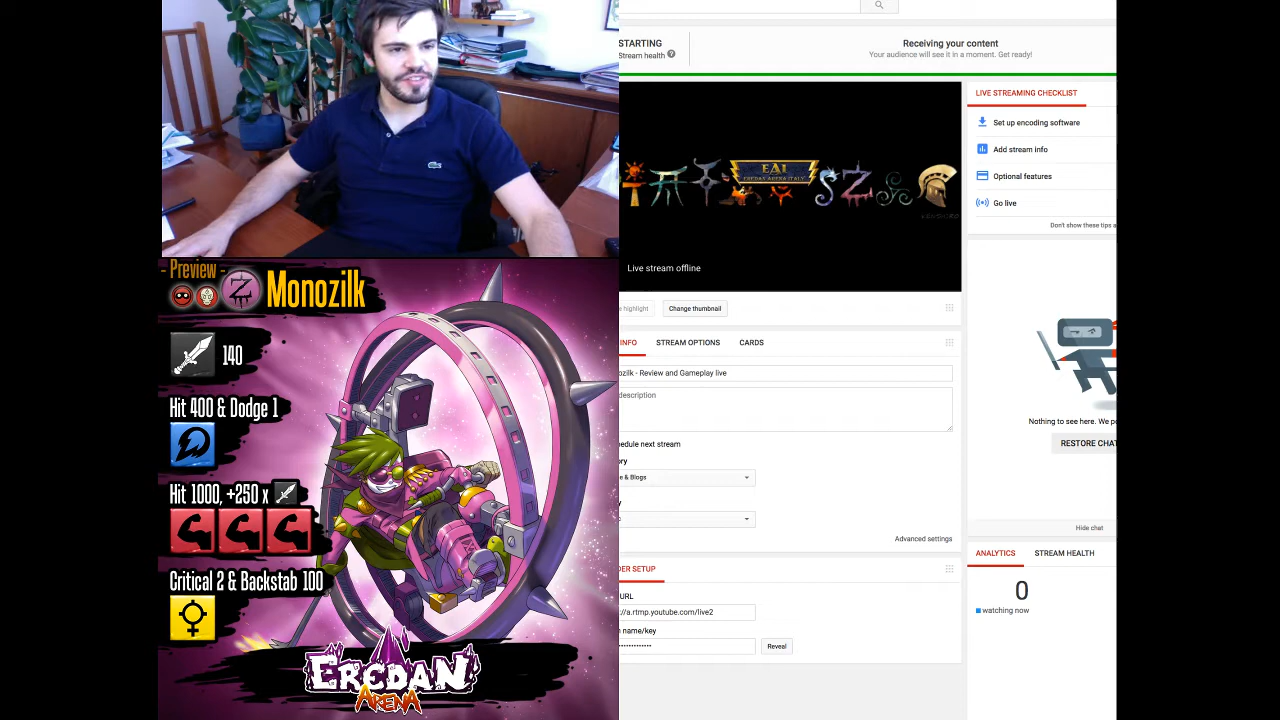 STARTING
Stream health
Receiving your content
Your audience will see it in a moment. Get ready!
EAI
EREDAN ARENA ITALY
Live stream offline
highlight
Change thumbnail
INFO
STREAM OPTIONS
CARDS
ozilk - Review and Gameplay live
description
edule next stream
ory
e & Blogs
Advanced settings
DER SETUP
URL
://a.rtmp.youtube.com/live2
name/key
Reveal
LIVE STREAMING CHECKLIST
Set up encoding software
Add stream info
Optional features
Go live
Don't show these tips a
Nothing to see here. We p
RESTORE CHAT
Hide chat
ANALYTICS
STREAM HEALTH
0
watching now
- Preview -
Monozilk
140
Hit 400 & Dodge 1
Hit 1000, +250 x
Critical 2 & Backstab 100
EREDAN
ARENA